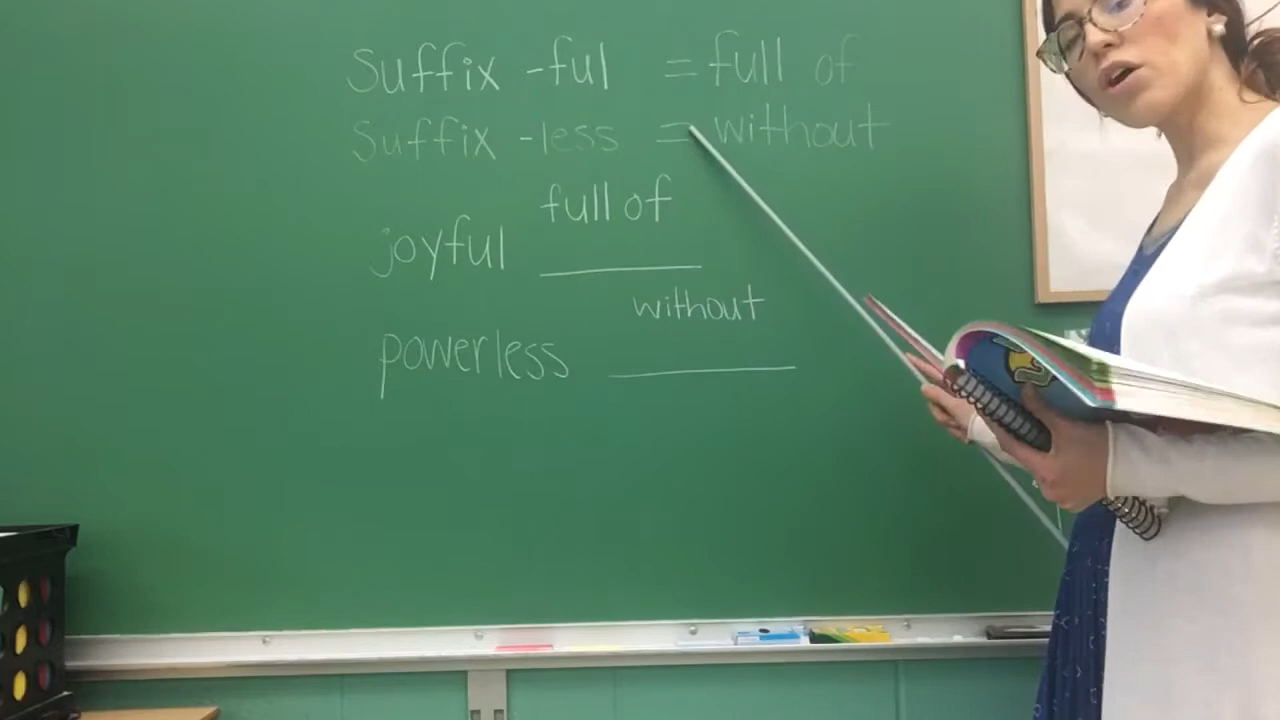 Suffix -ful = full of
Suffix -less = without
full of
joyful ______
without
powerless ______